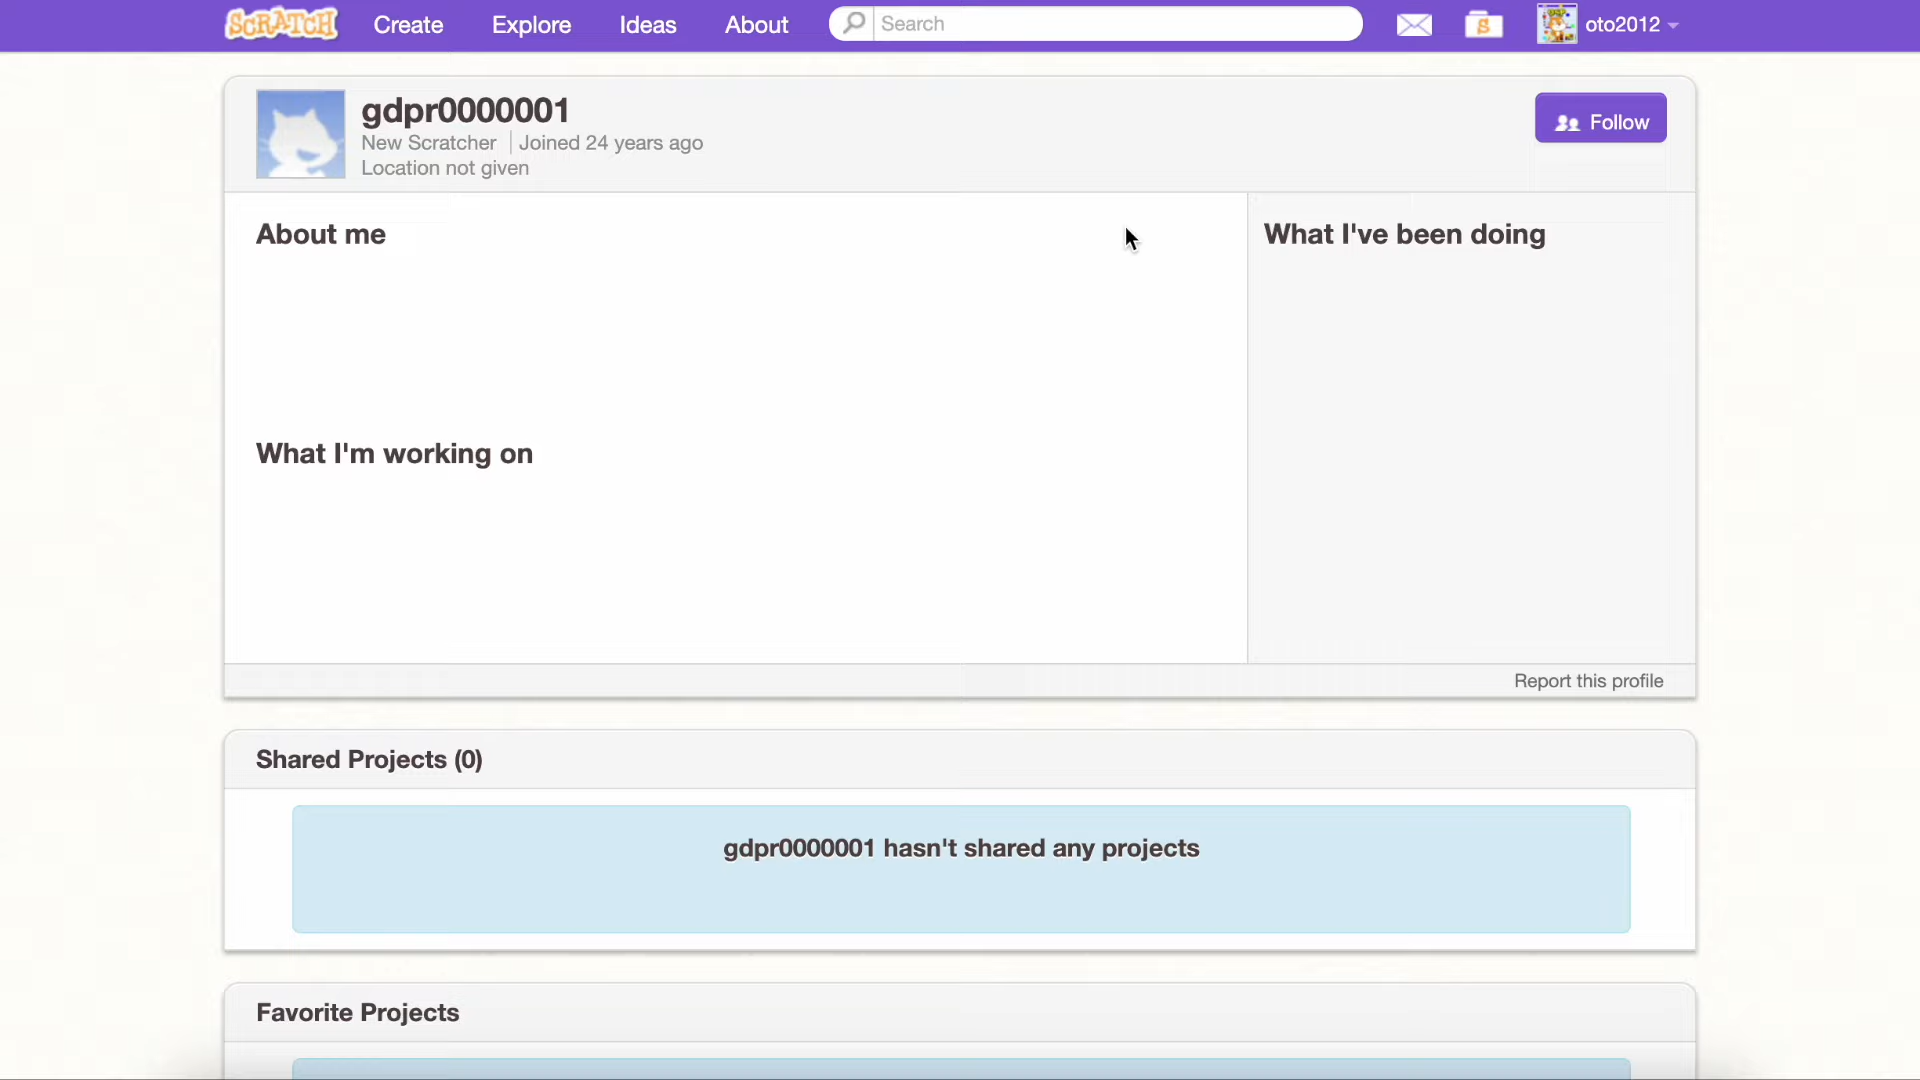 SCRATCH Create Explore Ideas About Search oto2012
gdpr0000001
New Scratcher Joined 24 years ago
Location not given
Follow
About me
What I'm working on
What I've been doing
Report this profile
Shared Projects (0)
gdpr0000001 hasn't shared any projects
Favorite Projects